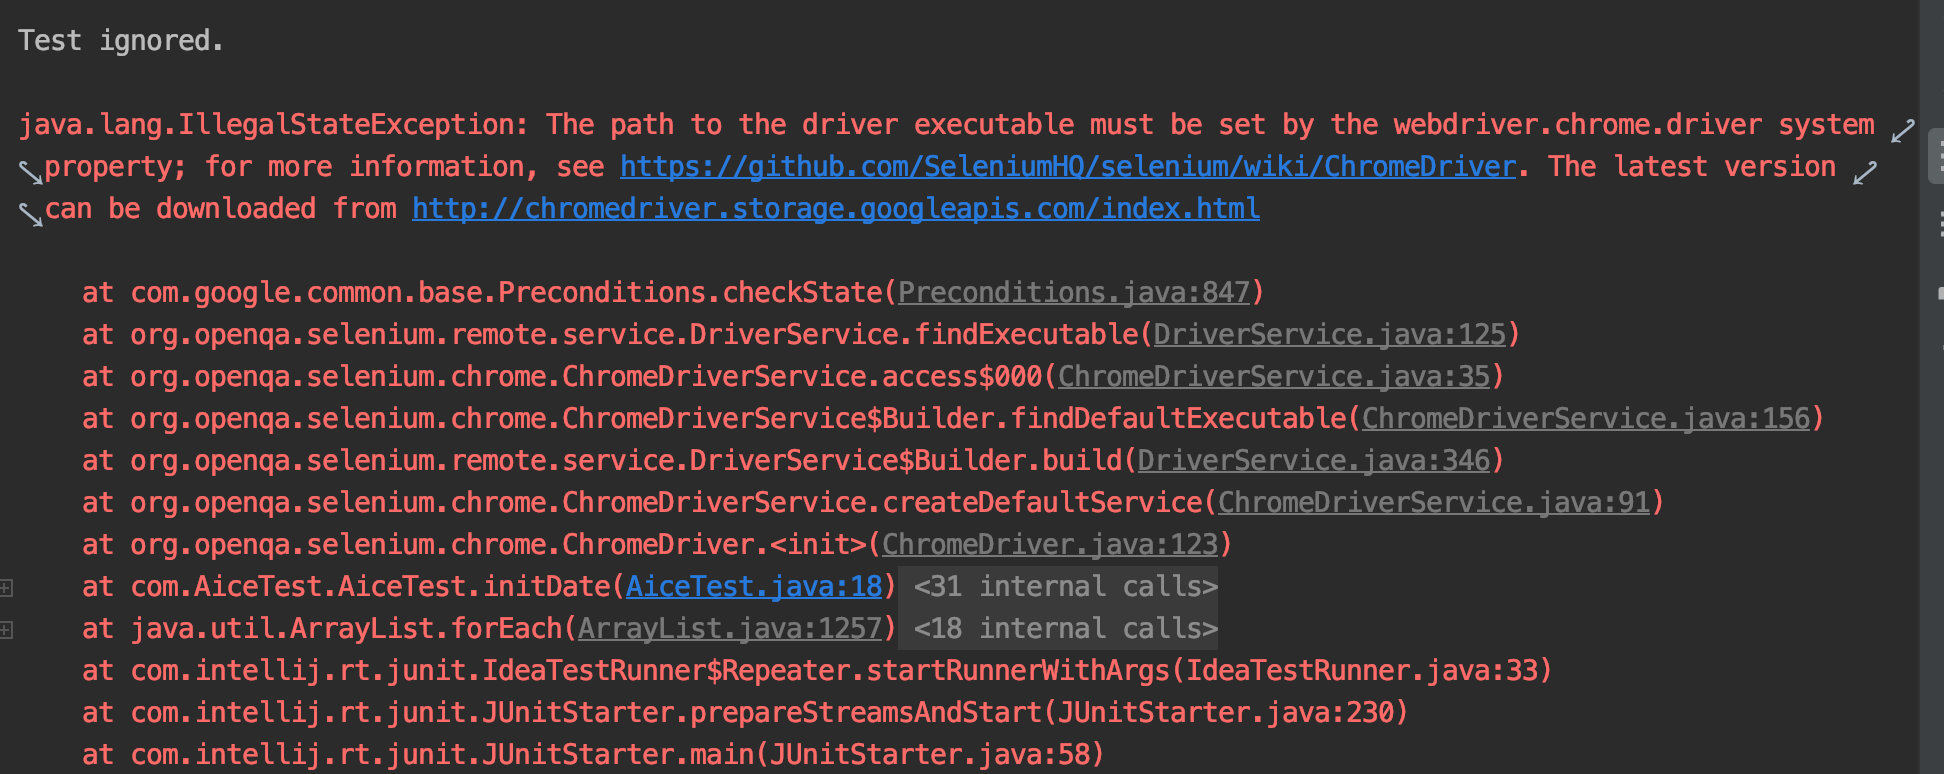 Test ignored.
java.lang.IllegalStateException: The path to the driver executable must be set by the webdriver.chrome.driver system
property; for more information, see https://github.com/SeleniumHQ/selenium/wiki/ChromeDriver. The latest version
can be downloaded from http://chromedriver.storage.googleapis.com/index.html
at com.google.common.base.Preconditions.checkState(Preconditions.java:847)
at org.openqa.selenium.remote.service.DriverService.findExecutable(DriverService.java:125)
at org.openqa.selenium.chrome.ChromeDriverService.access$000(ChromeDriverService.java:35)
at org.openqa.selenium.chrome.ChromeDriverService$Builder.findDefaultExecutable(ChromeDriverService.java:156)
at org.openqa.selenium.remote.service.DriverService$Builder.build(DriverService.java:346)
at org.openqa.selenium.chrome.ChromeDriverService.createDefaultService(ChromeDriverService.java:91)
at org.openqa.selenium.chrome.ChromeDriver.<init>(ChromeDriver.java:123)
at com.AiceTest.AiceTest.initDate(AiceTest.java:18) <31 internal calls>
at java.util.ArrayList.forEach(ArrayList.java:1257) <18 internal calls>
at com.intellij.rt.junit.IdeaTestRunner$Repeater.startRunnerWithArgs(IdeaTestRunner.java:33)
at com.intellij.rt.junit.JUnitStarter.prepareStreamsAndStart(JUnitStarter.java:230)
at com.intellij.rt.junit.JUnitStarter.main(JUnitStarter.java:58)